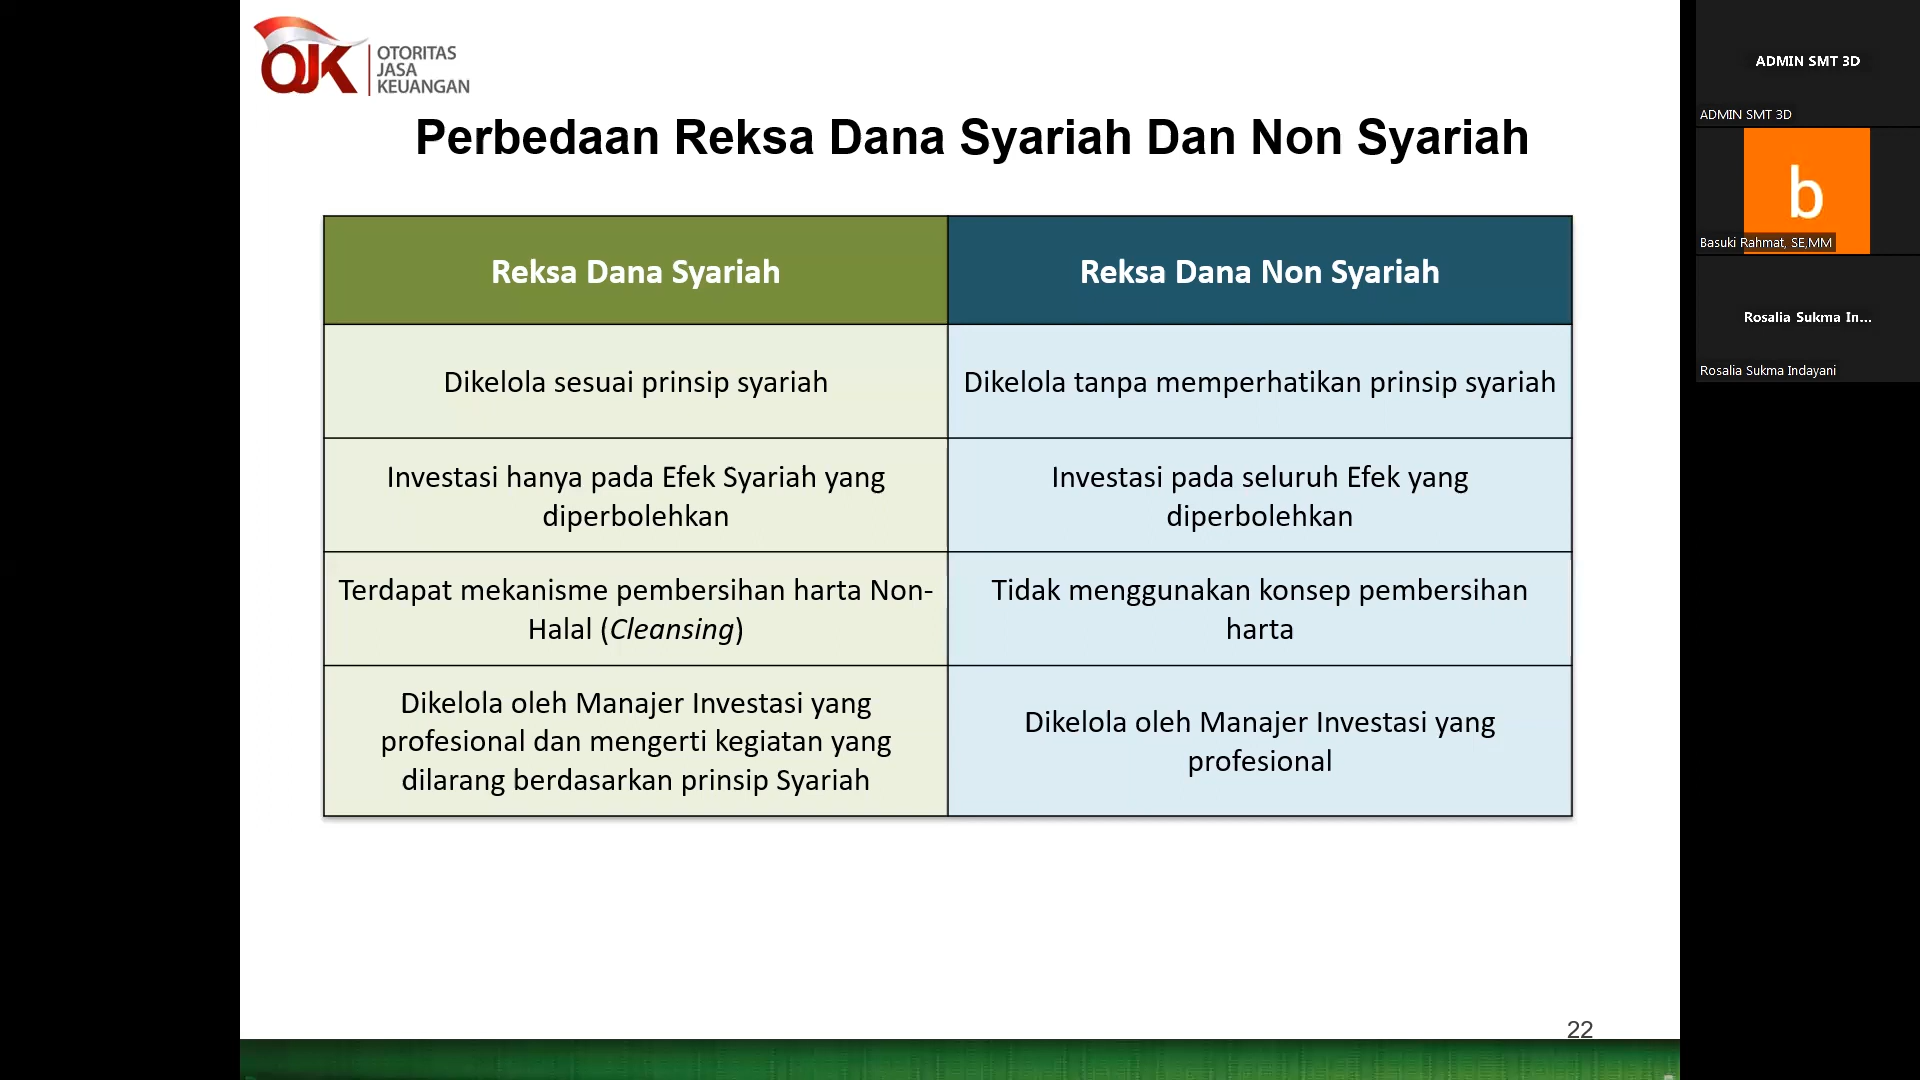 OJK
OTORITAS
JASA
KEUANGAN
Perbedaan Reksa Dana Syariah Dan Non Syariah
Reksa Dana Syariah
Reksa Dana Non Syariah
Dikelola sesuai prinsip syariah
Dikelola tanpa memperhatikan prinsip syariah
Investasi hanya pada Efek Syariah yang
diperbolehkan
Investasi pada seluruh Efek yang
diperbolehkan
Terdapat mekanisme pembersihan harta Non-
Halal (Cleansing)
Tidak menggunakan konsep pembersihan
harta
Dikelola oleh Manajer Investasi yang
profesional dan mengerti kegiatan yang
dilarang berdasarkan prinsip Syariah
Dikelola oleh Manajer Investasi yang
profesional
22
ADMIN SMT 3D
ADMIN SMT 3D
b
Basuki Rahmat, SE,MM
Rosalia Sukma In...
Rosalia Sukma Indayani